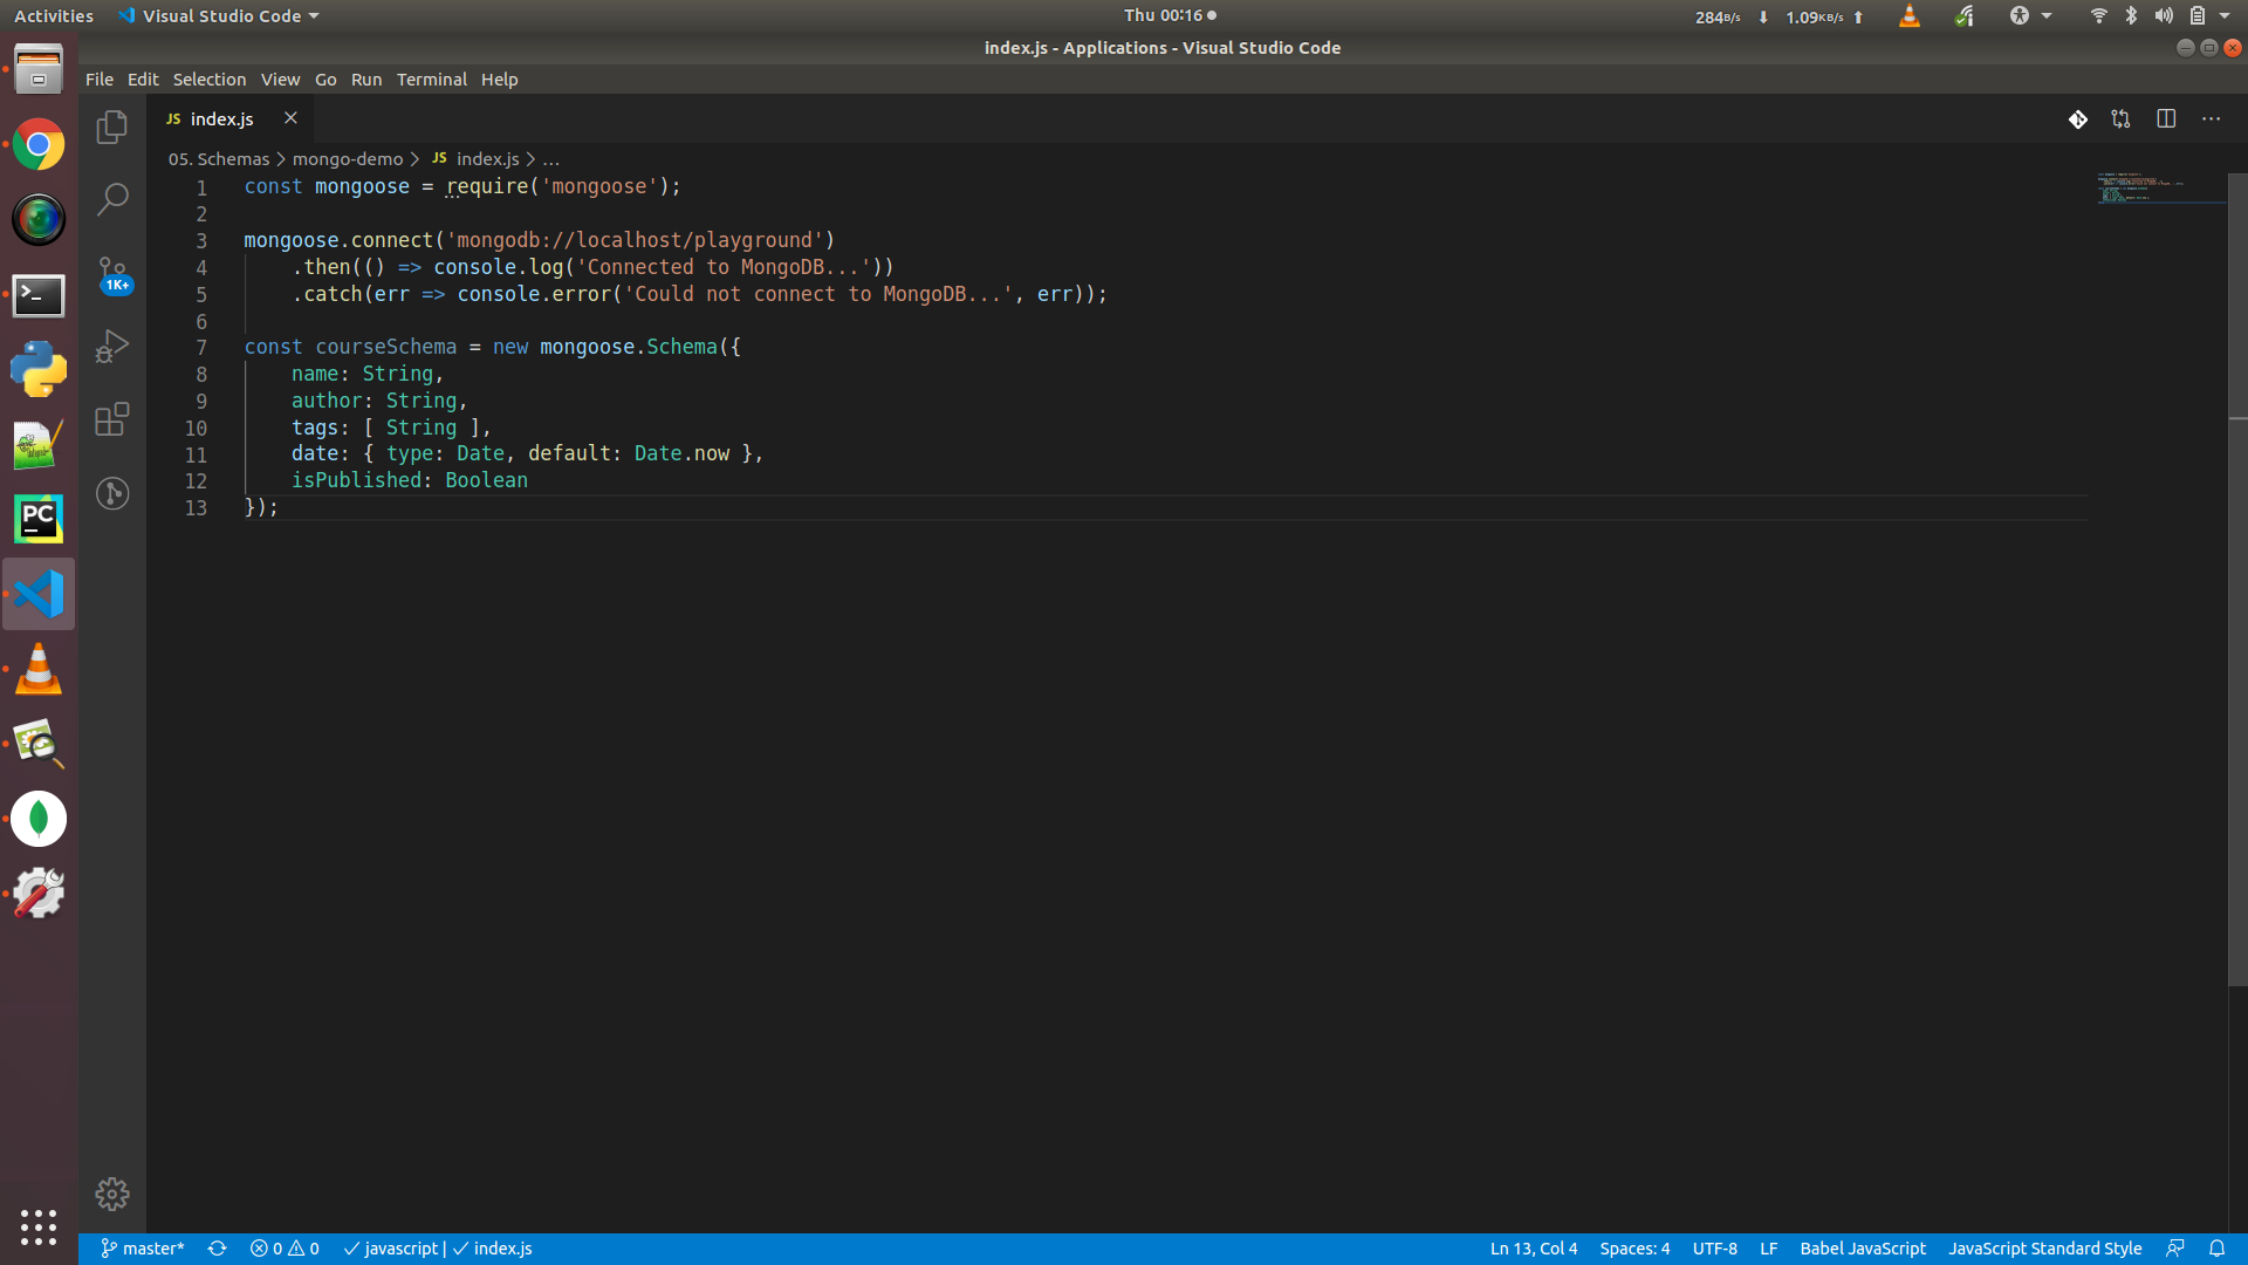 Activities Visual Studio Code Thu 00:16 284B/s 1.09KB/s
index.js - Applications - Visual Studio Code
File Edit Selection View Go Run Terminal Help
JS index.js
05. Schemas > mongo-demo > JS index.js > ...
1 const mongoose = require('mongoose');
2
3 mongoose.connect('mongodb://localhost/playground')
4 .then(() => console.log('Connected to MongoDB...'))
5 .catch(err => console.error('Could not connect to MongoDB...', err));
6
7 const courseSchema = new mongoose.Schema({
8 name: String,
9 author: String,
10 tags: [ String ],
11 date: { type: Date, default: Date.now },
12 isPublished: Boolean
13 });
1K+
PC
master* 0 0 javascript | index.js Ln 13, Col 4 Spaces: 4 UTF-8 LF Babel JavaScript JavaScript Standard Style